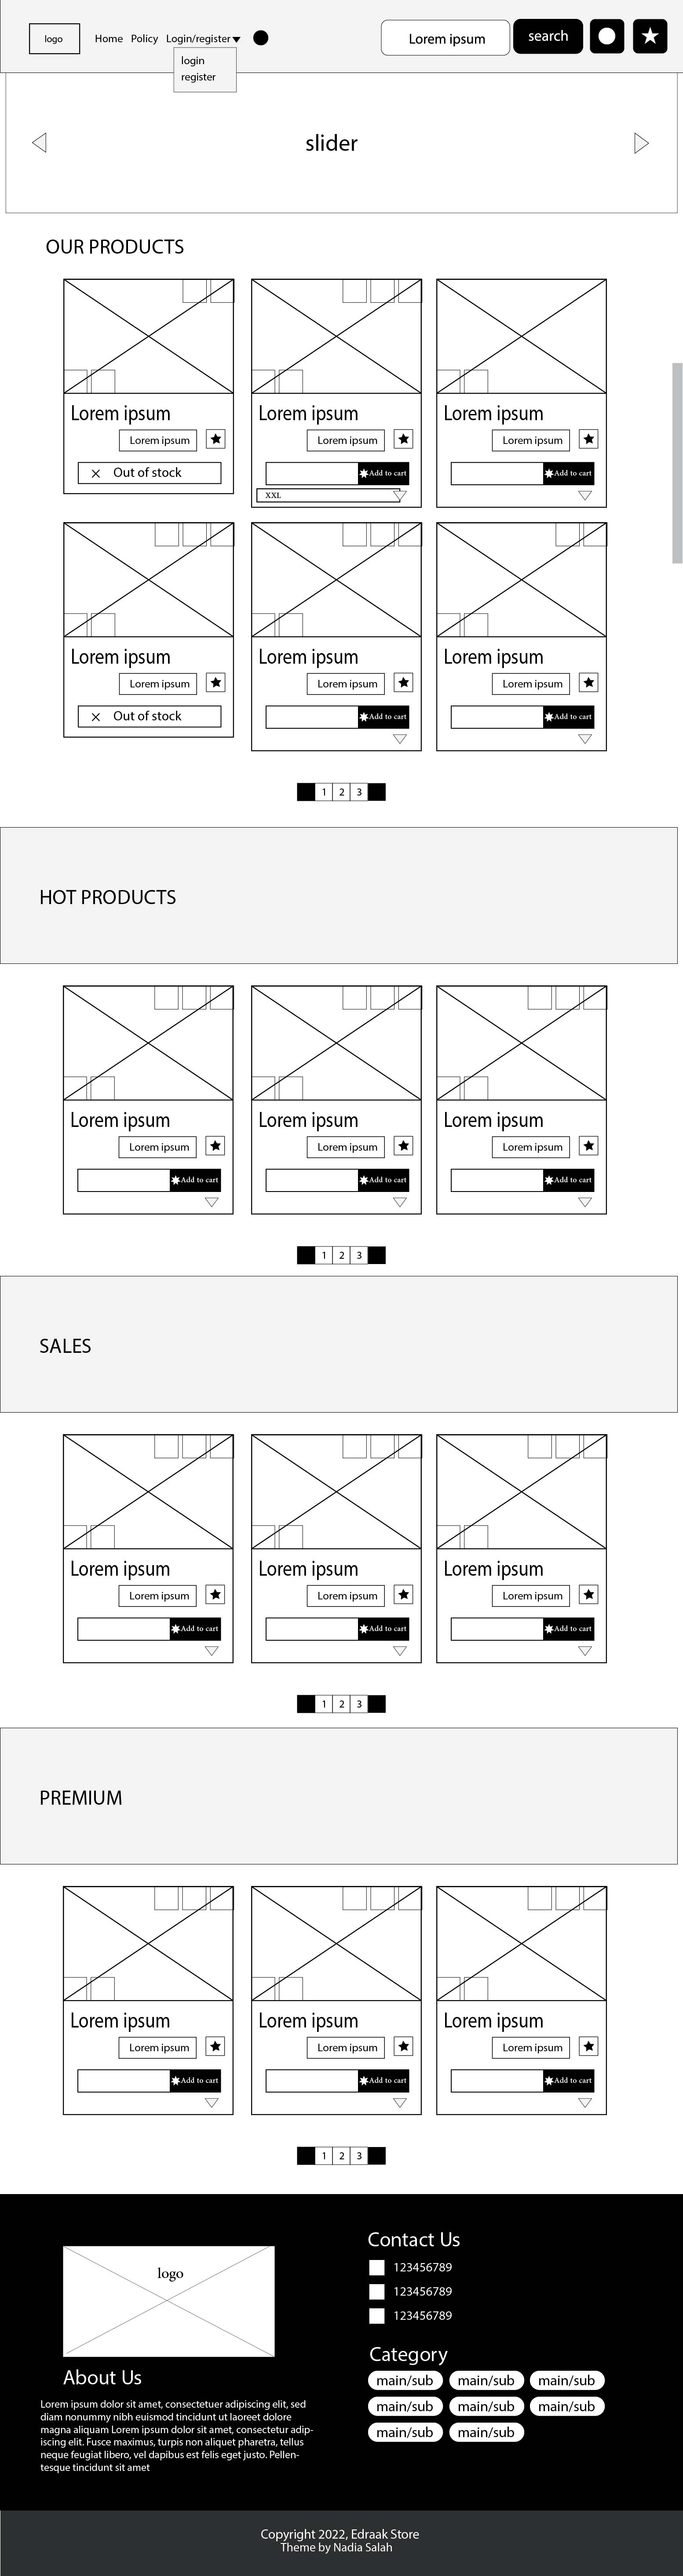 logo
Home Policy Login/register
login
register
Lorem ipsum
search
slider
OUR PRODUCTS
Lorem ipsum
Lorem ipsum
Out of stock
Lorem ipsum
Lorem ipsum
Add to cart
XXL
Lorem ipsum
Lorem ipsum
Add to cart
Lorem ipsum
Lorem ipsum
Out of stock
Lorem ipsum
Lorem ipsum
Add to cart
Lorem ipsum
Lorem ipsum
Add to cart
1 2 3
HOT PRODUCTS
Lorem ipsum
Lorem ipsum
Add to cart
Lorem ipsum
Lorem ipsum
Add to cart
Lorem ipsum
Lorem ipsum
Add to cart
1 2 3
SALES
Lorem ipsum
Lorem ipsum
Add to cart
Lorem ipsum
Lorem ipsum
Add to cart
Lorem ipsum
Lorem ipsum
Add to cart
1 2 3
PREMIUM
Lorem ipsum
Lorem ipsum
Add to cart
Lorem ipsum
Lorem ipsum
Add to cart
Lorem ipsum
Lorem ipsum
Add to cart
1 2 3
logo
About Us
Lorem ipsum dolor sit amet, consectetuer adipiscing elit, sed
diam nonummy nibh euismod tincidunt ut laoreet dolore
magna aliquam Lorem ipsum dolor sit amet, consectetur adip-
iscing elit. Fusce maximus, turpis non aliquet pharetra, tellus
neque feugiat libero, vel dapibus est felis eget justo. Pellen-
tesque tincidunt sit amet
Contact Us
123456789
123456789
123456789
Category
main/sub main/sub main/sub
main/sub main/sub main/sub
main/sub main/sub
Copyright 2022, Edraak Store
Theme by Nadia Salah